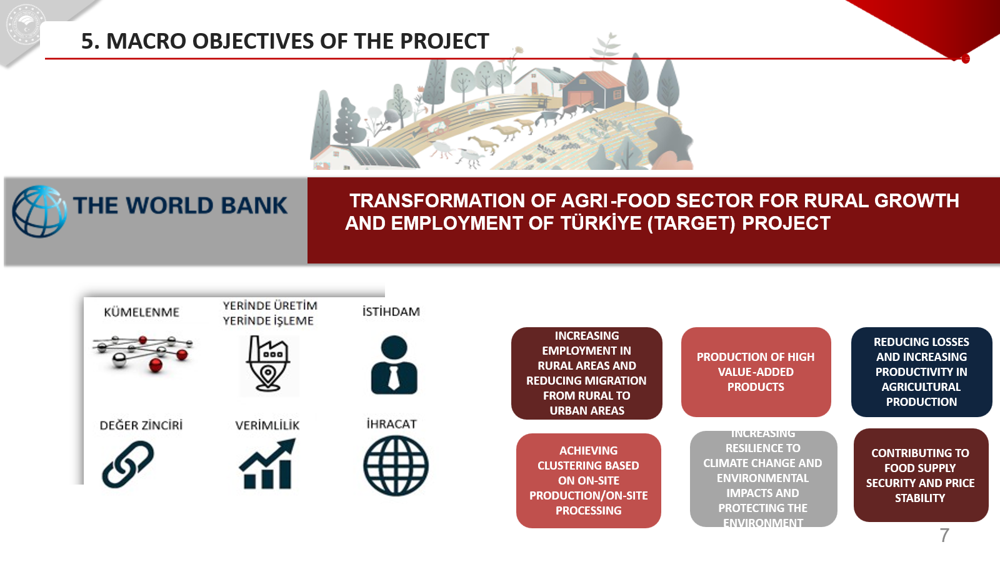 5. MACRO OBJECTIVES OF THE PROJECT
THE WORLD BANK
TRANSFORMATION OF AGRI-FOOD SECTOR FOR RURAL GROWTH
AND EMPLOYMENT OF TÜRKİYE (TARGET) PROJECT
KÜMELENME
YERİNDE ÜRETİM
YERİNDE İŞLEME
İSTİHDAM
DEĞER ZİNCİRİ
VERİMLİLİK
İHRACAT
INCREASING
EMPLOYMENT IN
RURAL AREAS AND
REDUCING MIGRATION
FROM RURAL TO
URBAN AREAS
PRODUCTION OF HIGH
VALUE-ADDED
PRODUCTS
REDUCING LOSSES
AND INCREASING
PRODUCTIVITY IN
AGRICULTURAL
PRODUCTION
ACHIEVING
CLUSTERING BASED
ON ON-SITE
PRODUCTION/ON-SITE
PROCESSING
INCREASING
RESILIENCE TO
CLIMATE CHANGE AND
ENVIRONMENTAL
IMPACTS AND
PROTECTING THE
ENVIRONMENT
CONTRIBUTING TO
FOOD SUPPLY
SECURITY AND PRICE
STABILITY
7